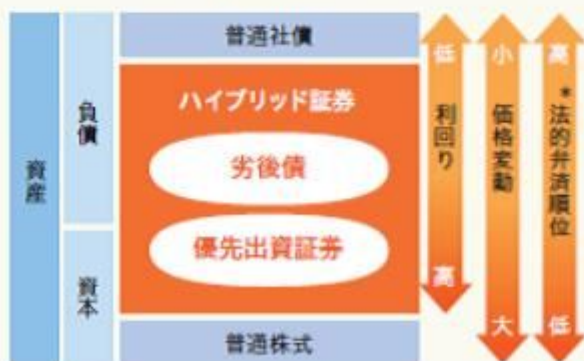 資産
負債
資本
普通社債
ハイブリッド証券
劣後債
優先出資証券
普通株式
低
利回り
高
小
価格変動
大
高
*法的弁済順位
低